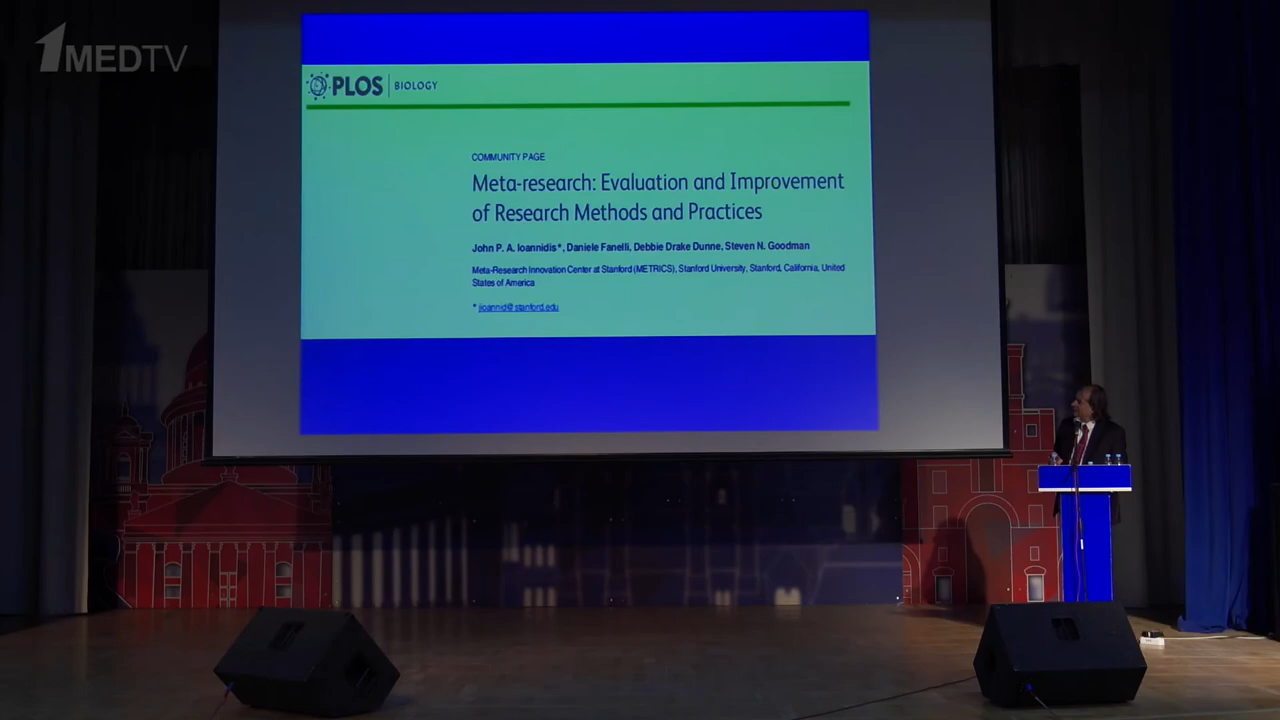 1MEDTV
PLOS BIOLOGY
COMMUNITY PAGE
Meta-research: Evaluation and Improvement
of Research Methods and Practices
John P. A. Ioannidis*, Daniele Fanelli, Debbie Drake Dunne, Steven N. Goodman
Meta-Research Innovation Center at Stanford (METRICS), Stanford University, Stanford, California, United
States of America
* jioannid@stanford.edu